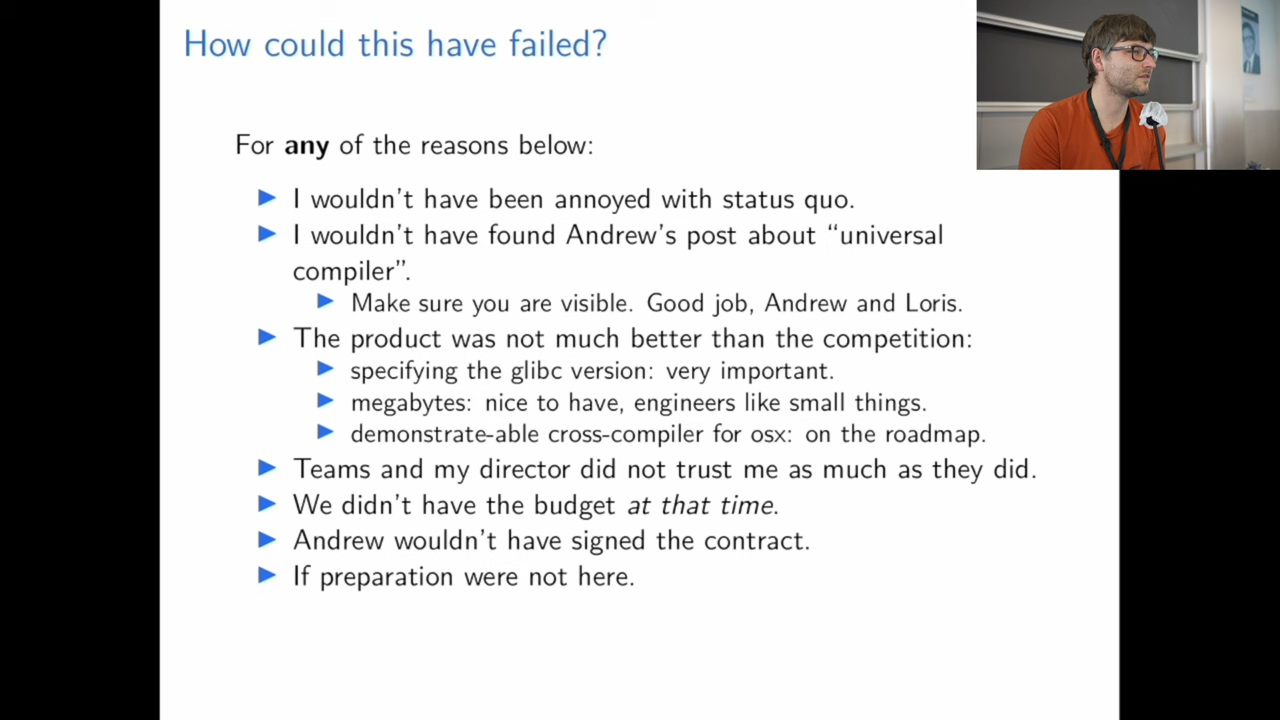 How could this have failed?
For any of the reasons below:
▶ I wouldn't have been annoyed with status quo.
▶ I wouldn't have found Andrew's post about “universal
compiler”.
▶ Make sure you are visible. Good job, Andrew and Loris.
▶ The product was not much better than the competition:
▶ specifying the glibc version: very important.
▶ megabytes: nice to have, engineers like small things.
▶ demonstrate-able cross-compiler for osx: on the roadmap.
▶ Teams and my director did not trust me as much as they did.
▶ We didn't have the budget at that time.
▶ Andrew wouldn't have signed the contract.
▶ If preparation were not here.